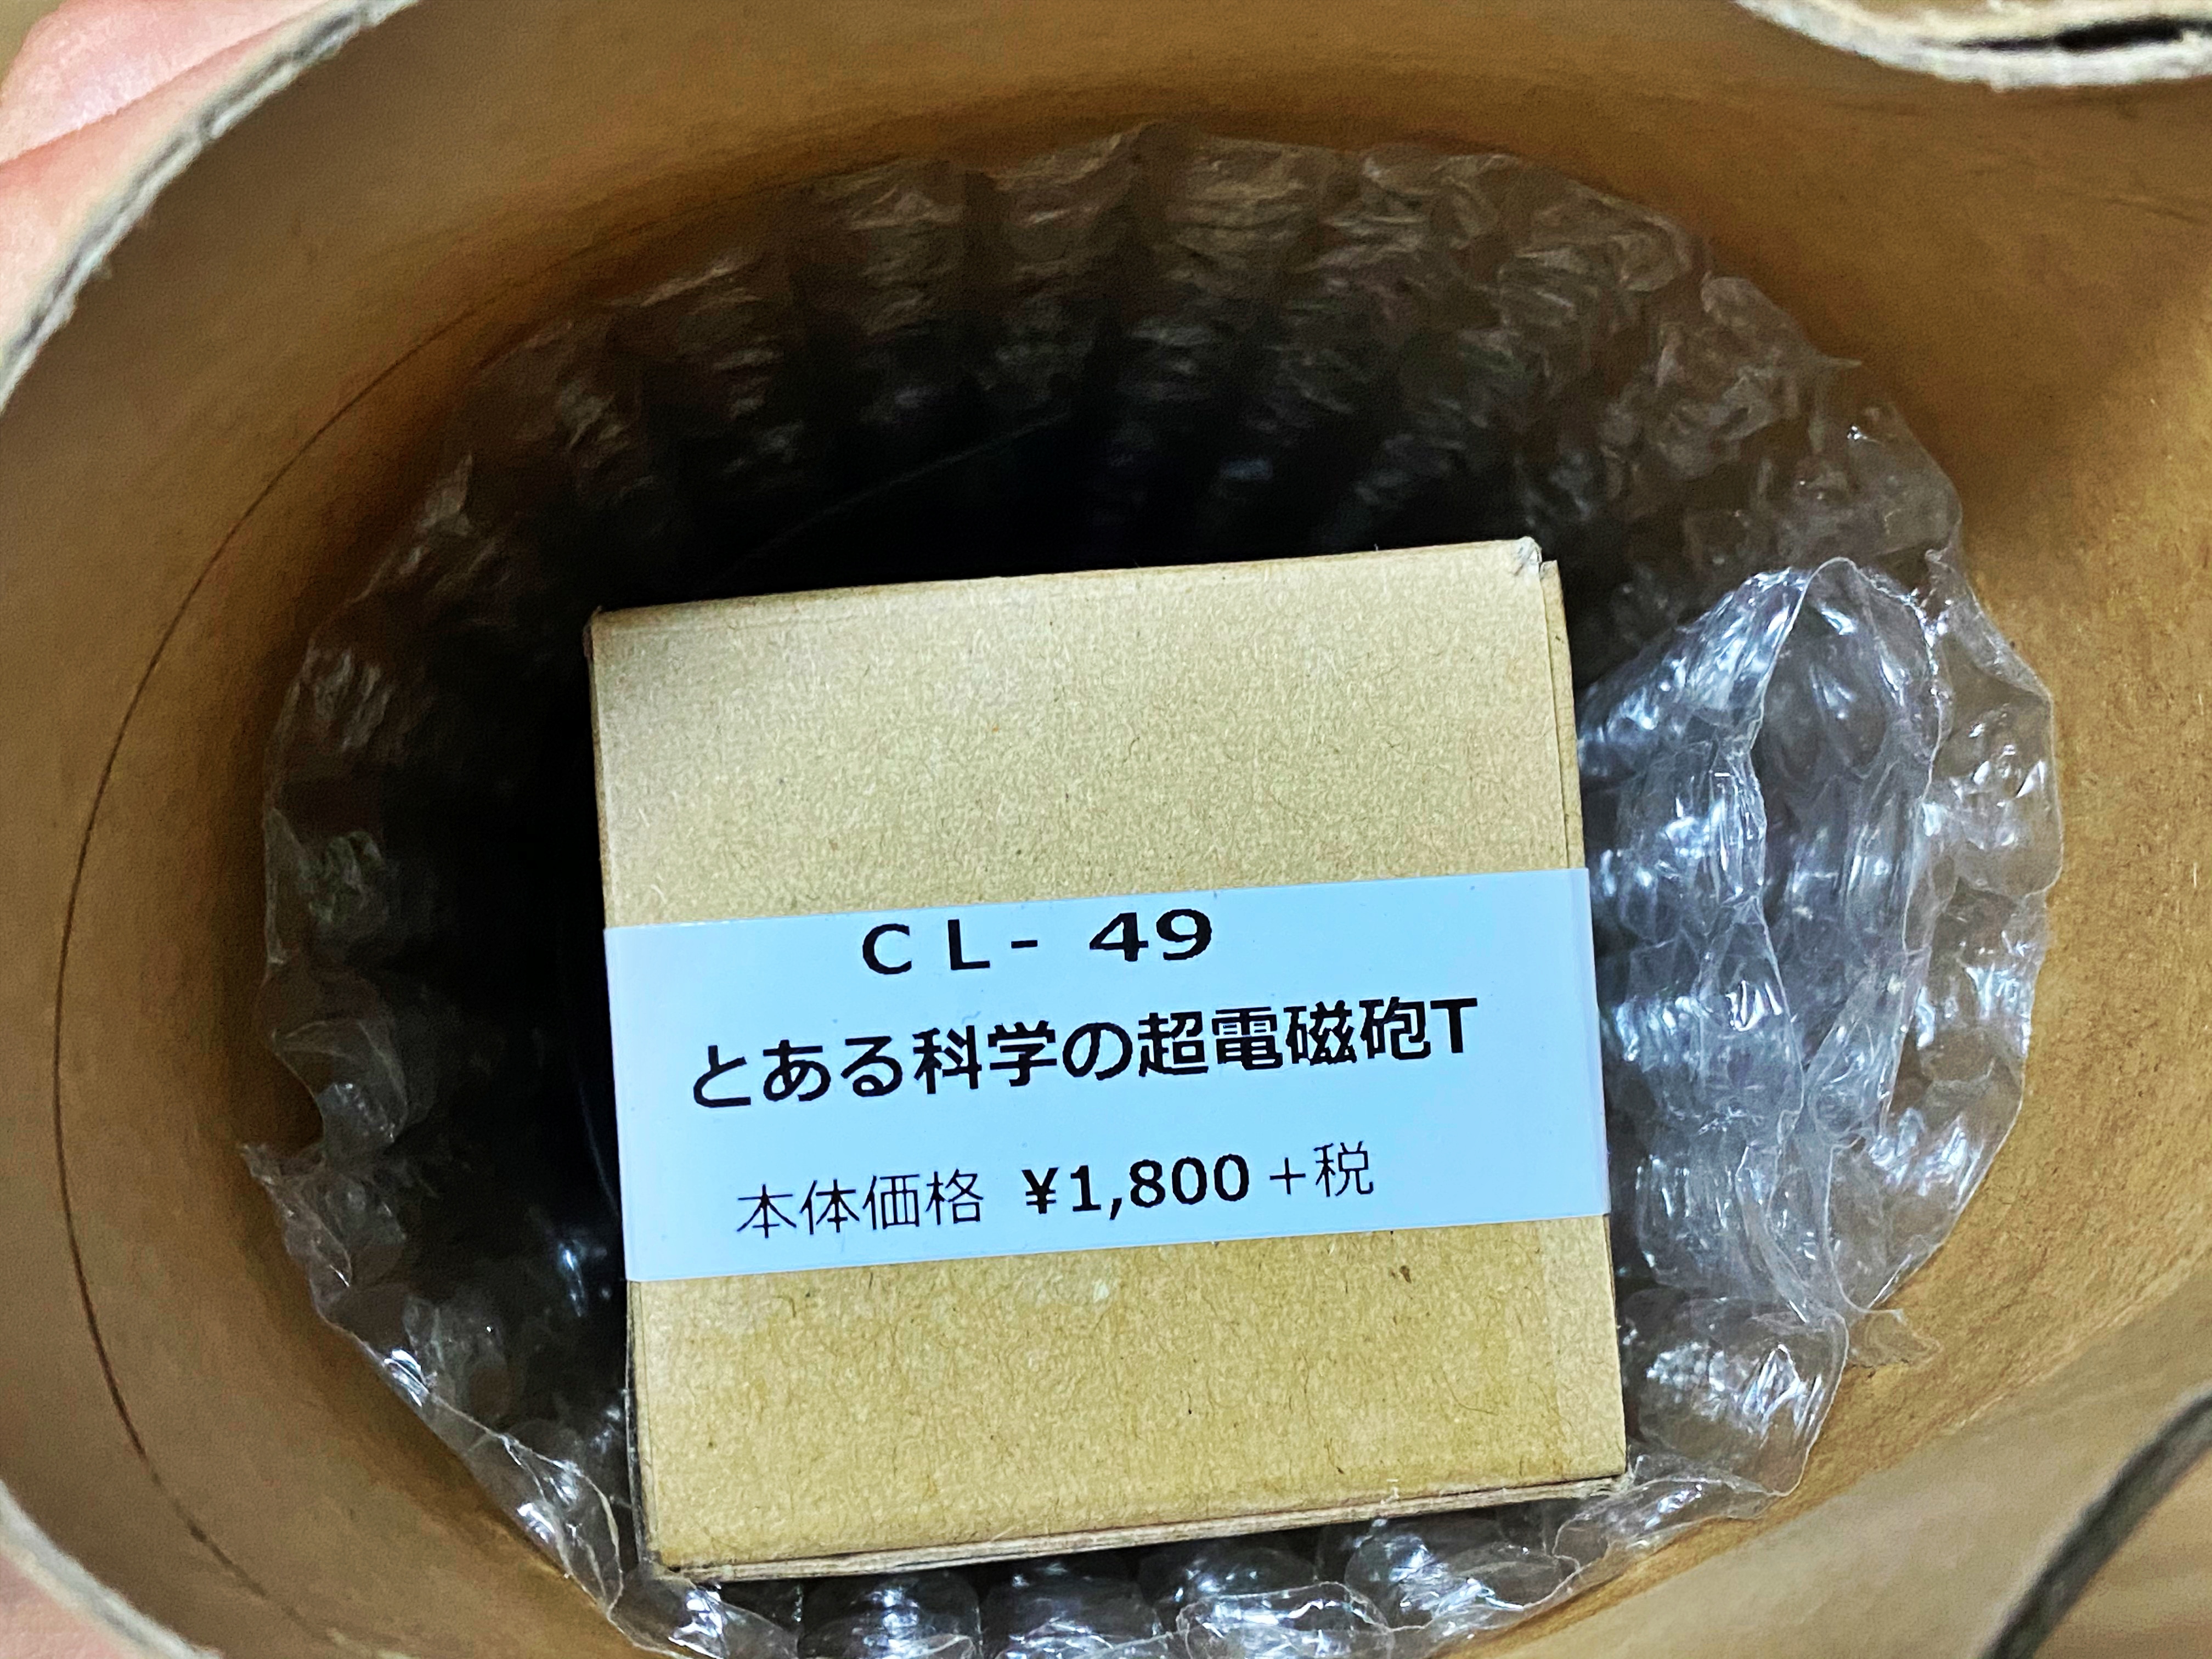 CL- 49
とある科学の超電磁砲T
本体価格 ¥1,800+税